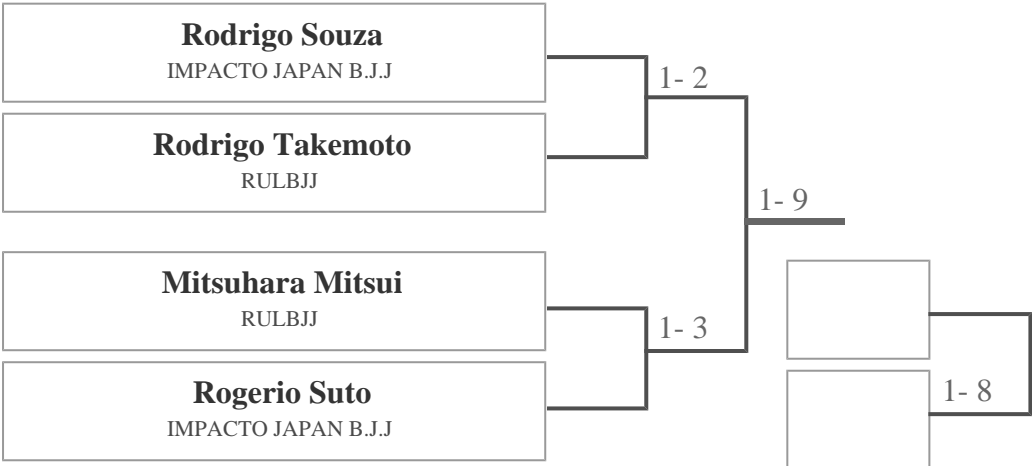 Rodrigo Souza
IMPACTO JAPAN B.J.J
Rodrigo Takemoto
RULBJJ
1- 2
1- 9
Mitsuhara Mitsui
RULBJJ
Rogerio Suto
IMPACTO JAPAN B.J.J
1- 3
1- 8